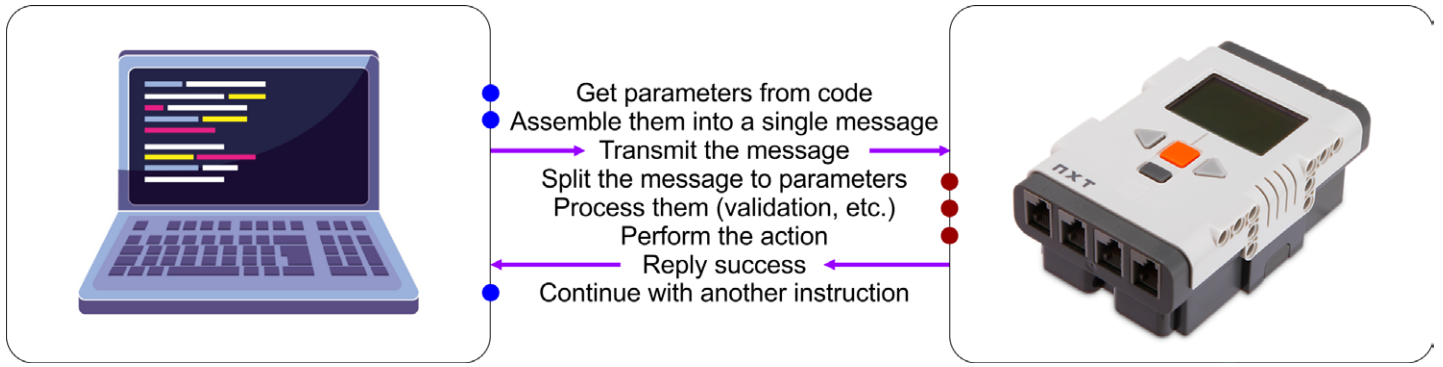 Get parameters from code
Assemble them into a single message
Transmit the message
Split the message to parameters
Process them (validation, etc.)
Perform the action
Reply success
Continue with another instruction
NXT